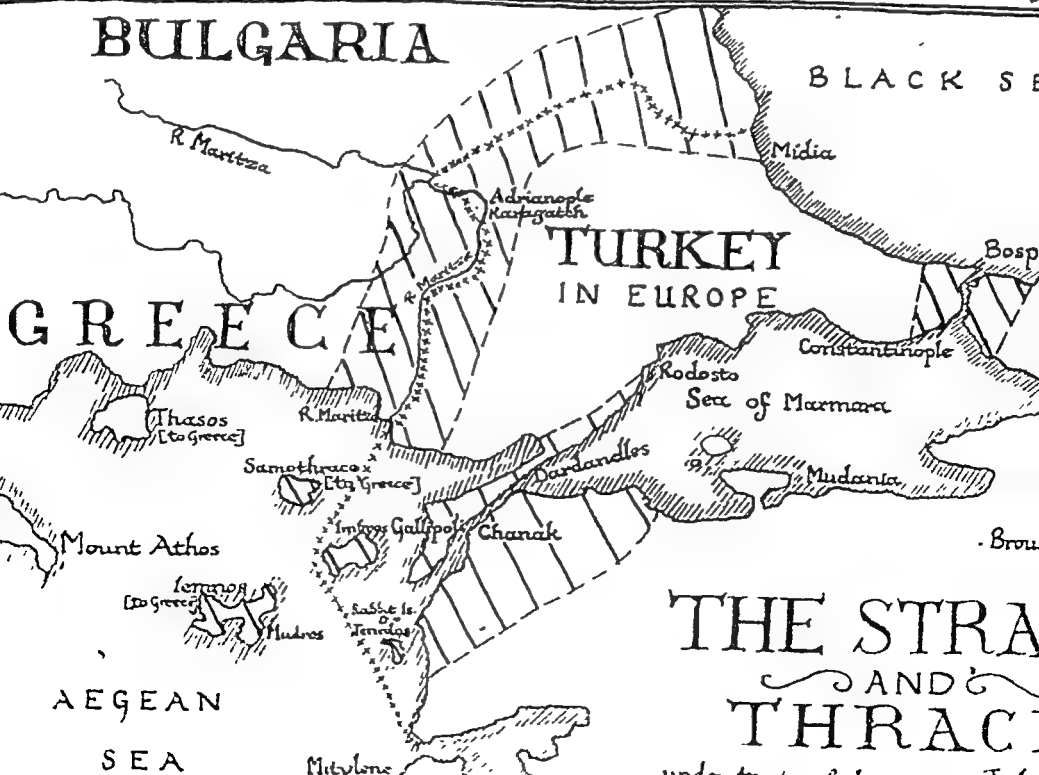 BULGARIA
BLACK SE
R. Maritza
Midia
Adrianople
Karagatch
TURKEY
IN EUROPE
Bosp
R. Maritza
GREECE
Constantinople
Rodosto
Sea of Marmara
Thasos
[to Greece]
R. Maritza
Samothrace
[to Greece]
Dardanelles
Mudania
Imbros
Gallipoli
Chanak
Mount Athos
Brou
Lemnos
[to Greece]
Mudros
Rabbit Is.
Tenedos
THE STRA
AND
THRAC
AEGEAN
SEA
Mitylene